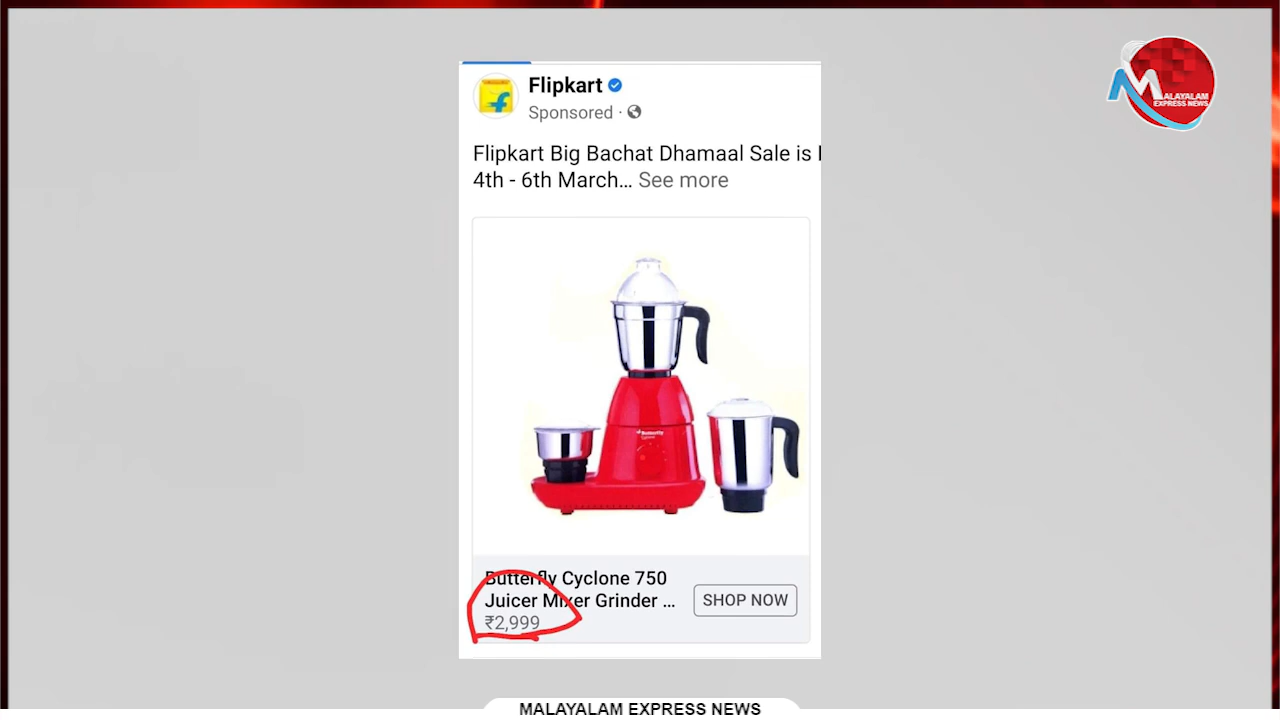 MALAYALAM
EXPRESS NEWS
Flipkart
Sponsored ·
Flipkart Big Bachat Dhamaal Sale is
4th - 6th March... See more
Butterfly
Butterfly Cyclone 750
Juicer Mixer Grinder ...
₹2,999
SHOP NOW
MALAYALAM EXPRESS NEWS